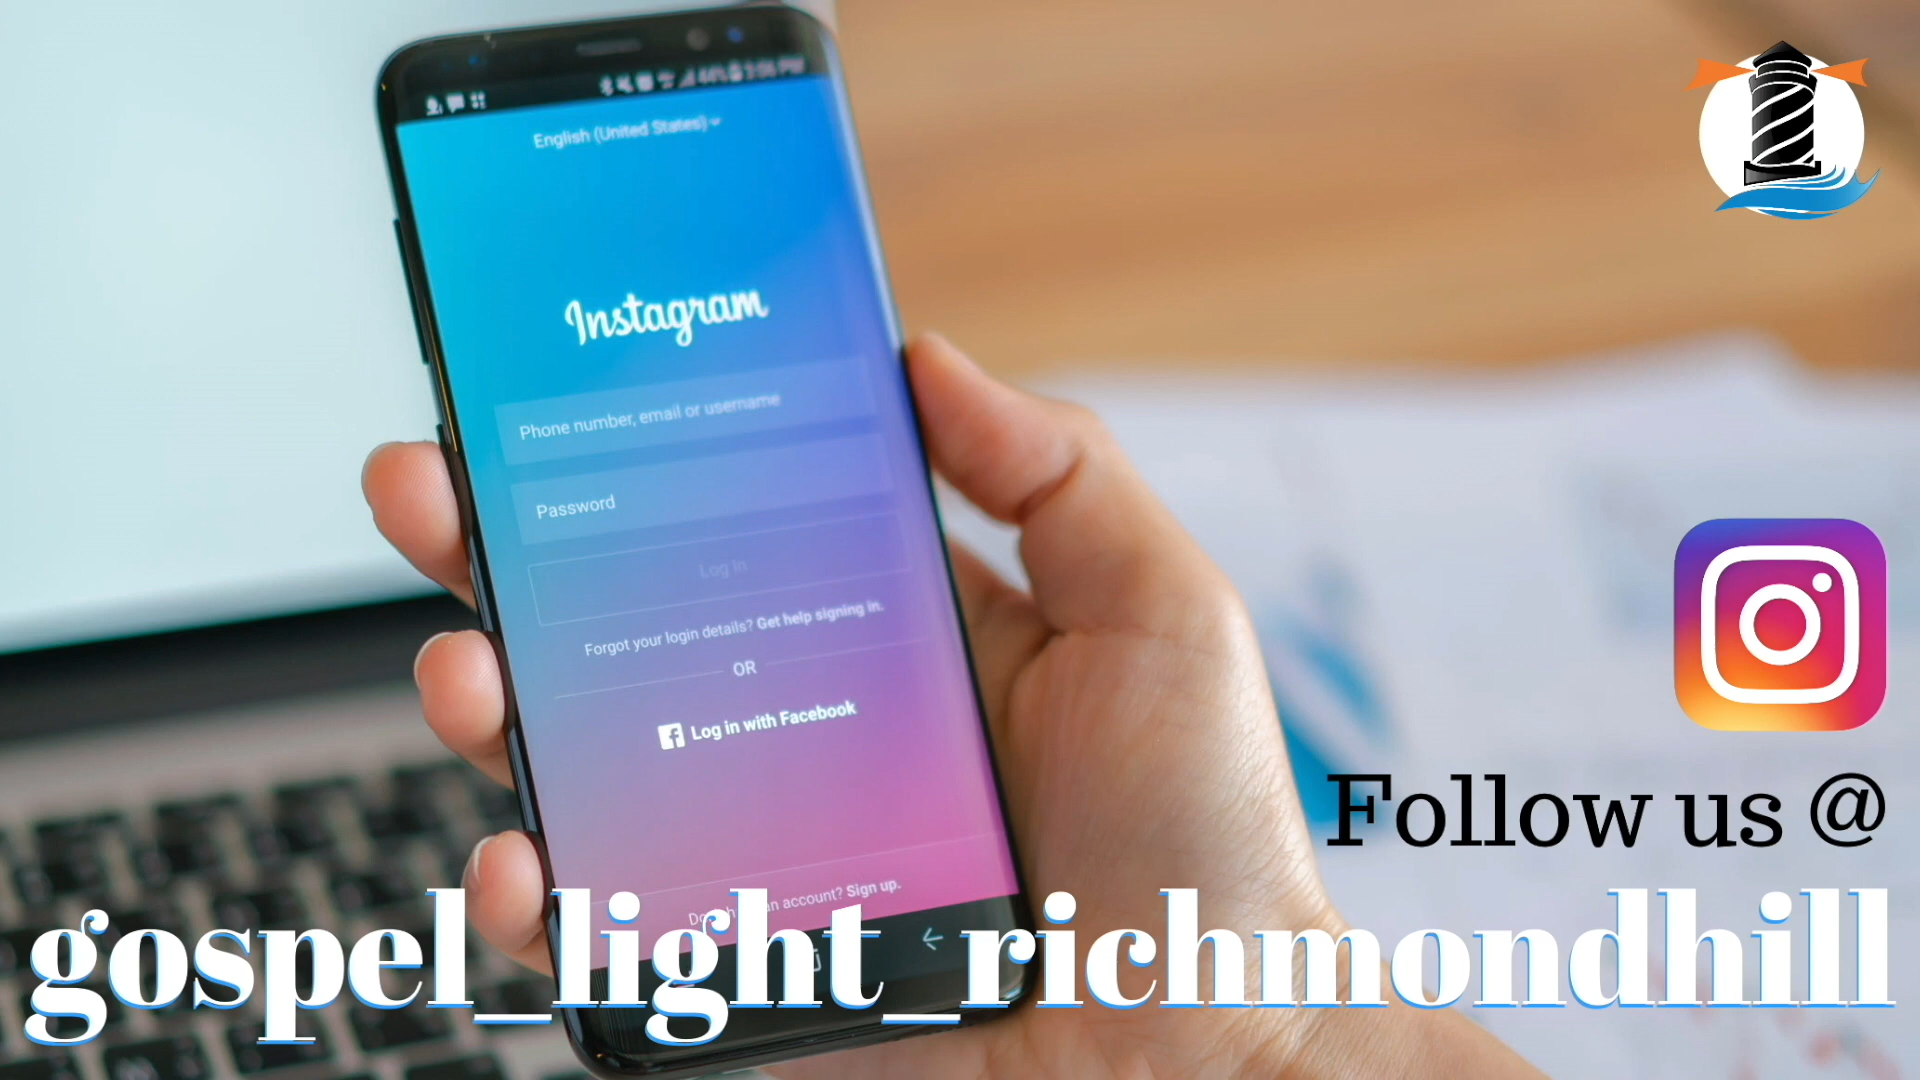 English (United States)
Instagram
Phone number, email or username
Password
Log In
Forgot your login details? Get help signing in.
OR
Log in with Facebook
account? Sign up.
Follow us @
gospel_light_richmondhill